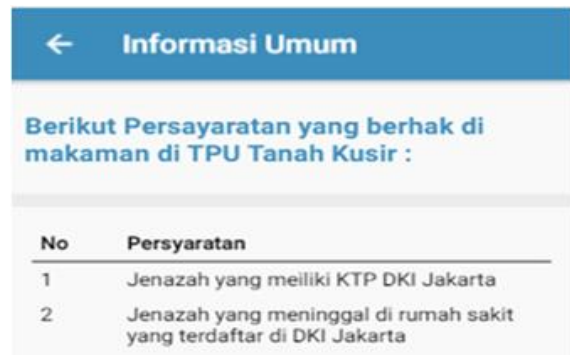 Informasi Umum
Berikut Persayaratan yang berhak di
makaman di TPU Tanah Kusir :
No Persyaratan
1 Jenazah yang meiliki KTP DKI Jakarta
2 Jenazah yang meninggal di rumah sakit
yang terdaftar di DKI Jakarta